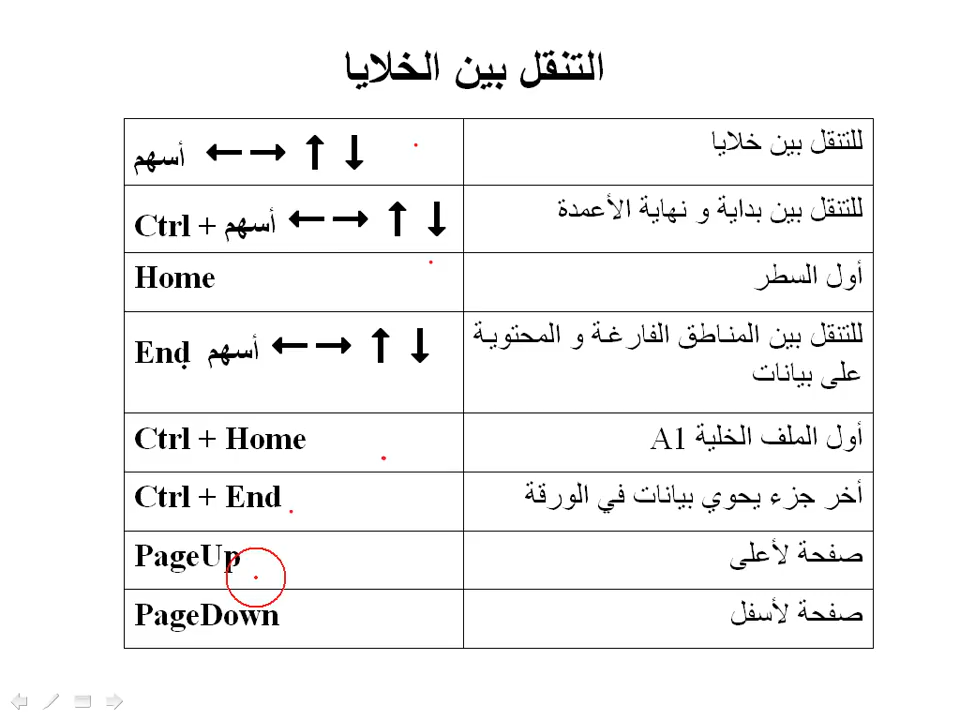 التنقل بين الخلايا
للتنقل بين خلايا
أسهم ← → ↑ ↓
للتنقل بين بداية و نهاية الأعمدة
Ctrl + أسهم ← → ↑ ↓
أول السطر
Home
للتنقل بين المناطق الفارغة و المحتوية
على بيانات
End أسهم ← → ↑ ↓
أول الملف الخلية A1
Ctrl + Home
أخر جزء يحوي بيانات في الورقة
Ctrl + End
صفحة لأعلى
PageUp
صفحة لأسفل
PageDown